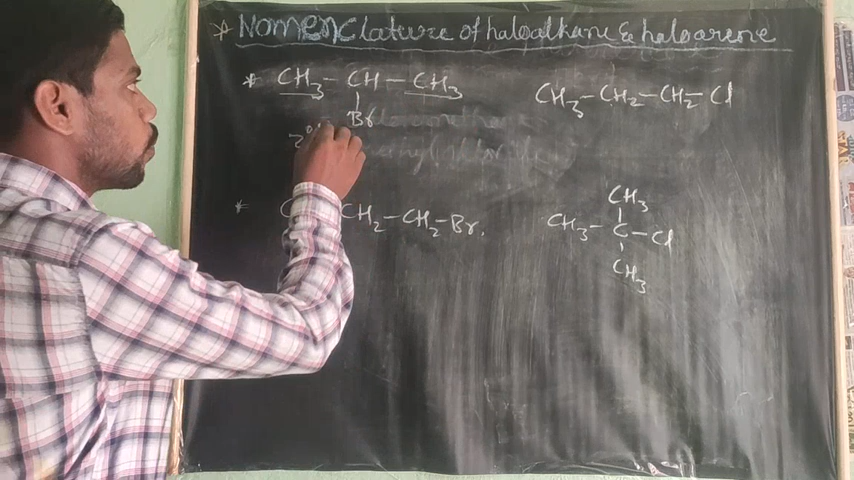 * Nomenclature of haloalkane & haloarene
* CH3 - CH - CH3
|
Br
2°
CH3 - CH2 - CH2 - Cl
* CH2 - CH2 - Br.
CH3
|
CH3 - C - Cl
|
CH3